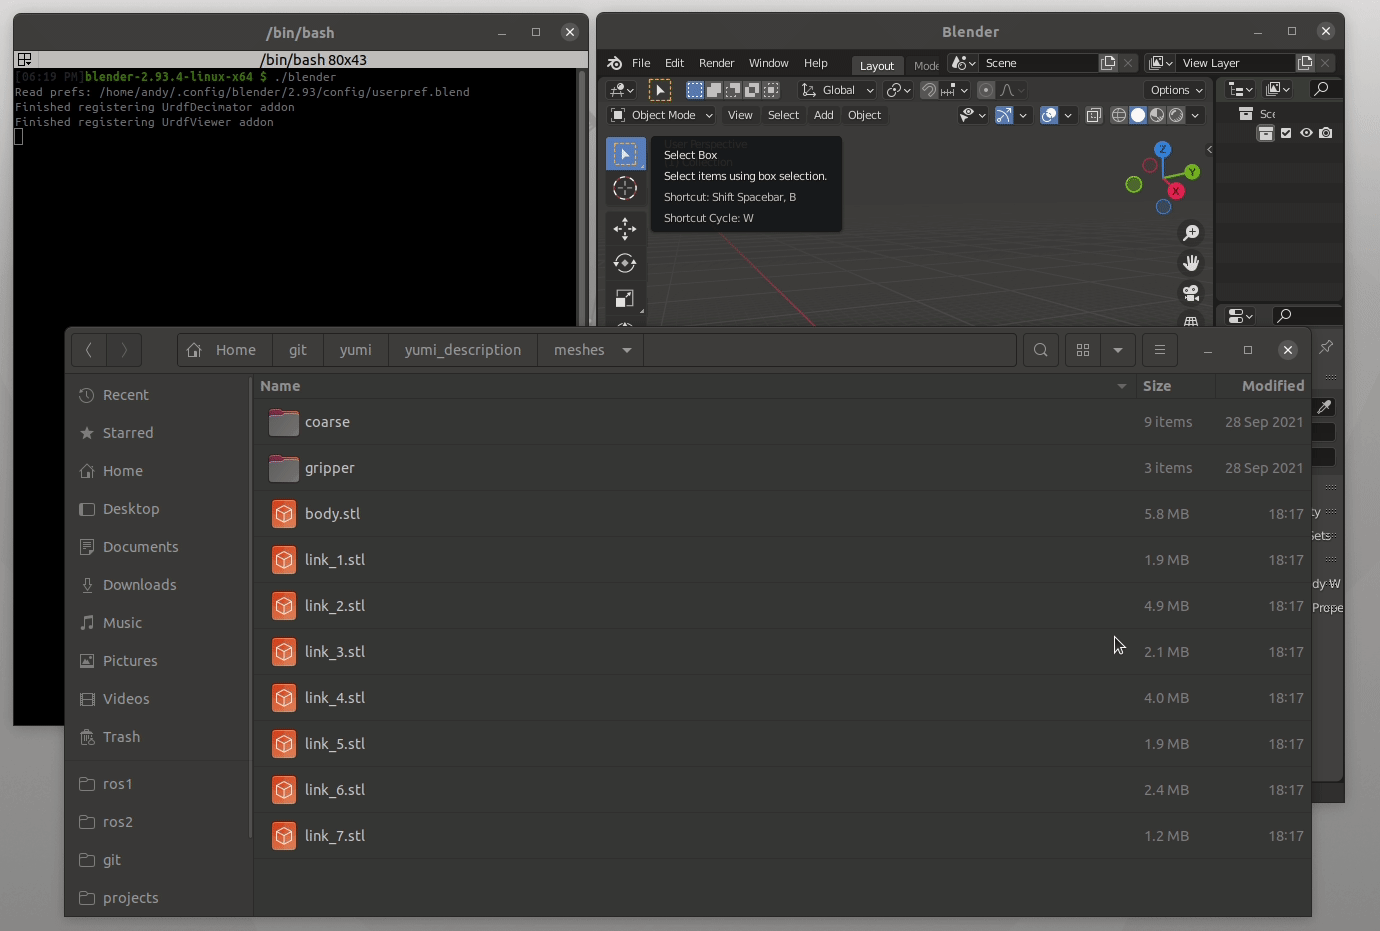 /bin/bash
/bin/bash 80x43
[06:19 PM]blender-2.93.4-linux-x64 $ ./blender
Read prefs: /home/andy/.config/blender/2.93/config/userpref.blend
Finished registering UrdfDecimator addon
Finished registering UrdfViewer addon
Blender
File Edit Render Window Help Layout Mode Scene View Layer
Global Options
Object Mode View Select Add Object
Sce
User Perspective
Select Box
Select items using box selection.
Shortcut: Shift Spacebar, B
Shortcut Cycle: W
Z
Y
X
Home git yumi yumi_description meshes
Name Size Modified
Recent
Starred
Home
Desktop
Documents
Downloads
Music
Pictures
Videos
Trash
ros1
ros2
git
projects
coarse 9 items 28 Sep 2021
gripper 3 items 28 Sep 2021
body.stl 5.8 MB 18:17
link_1.stl 1.9 MB 18:17
link_2.stl 4.9 MB 18:17
link_3.stl 2.1 MB 18:17
link_4.stl 4.0 MB 18:17
link_5.stl 1.9 MB 18:17
link_6.stl 2.4 MB 18:17
link_7.stl 1.2 MB 18:17
ty
Sets
dy W
Prope